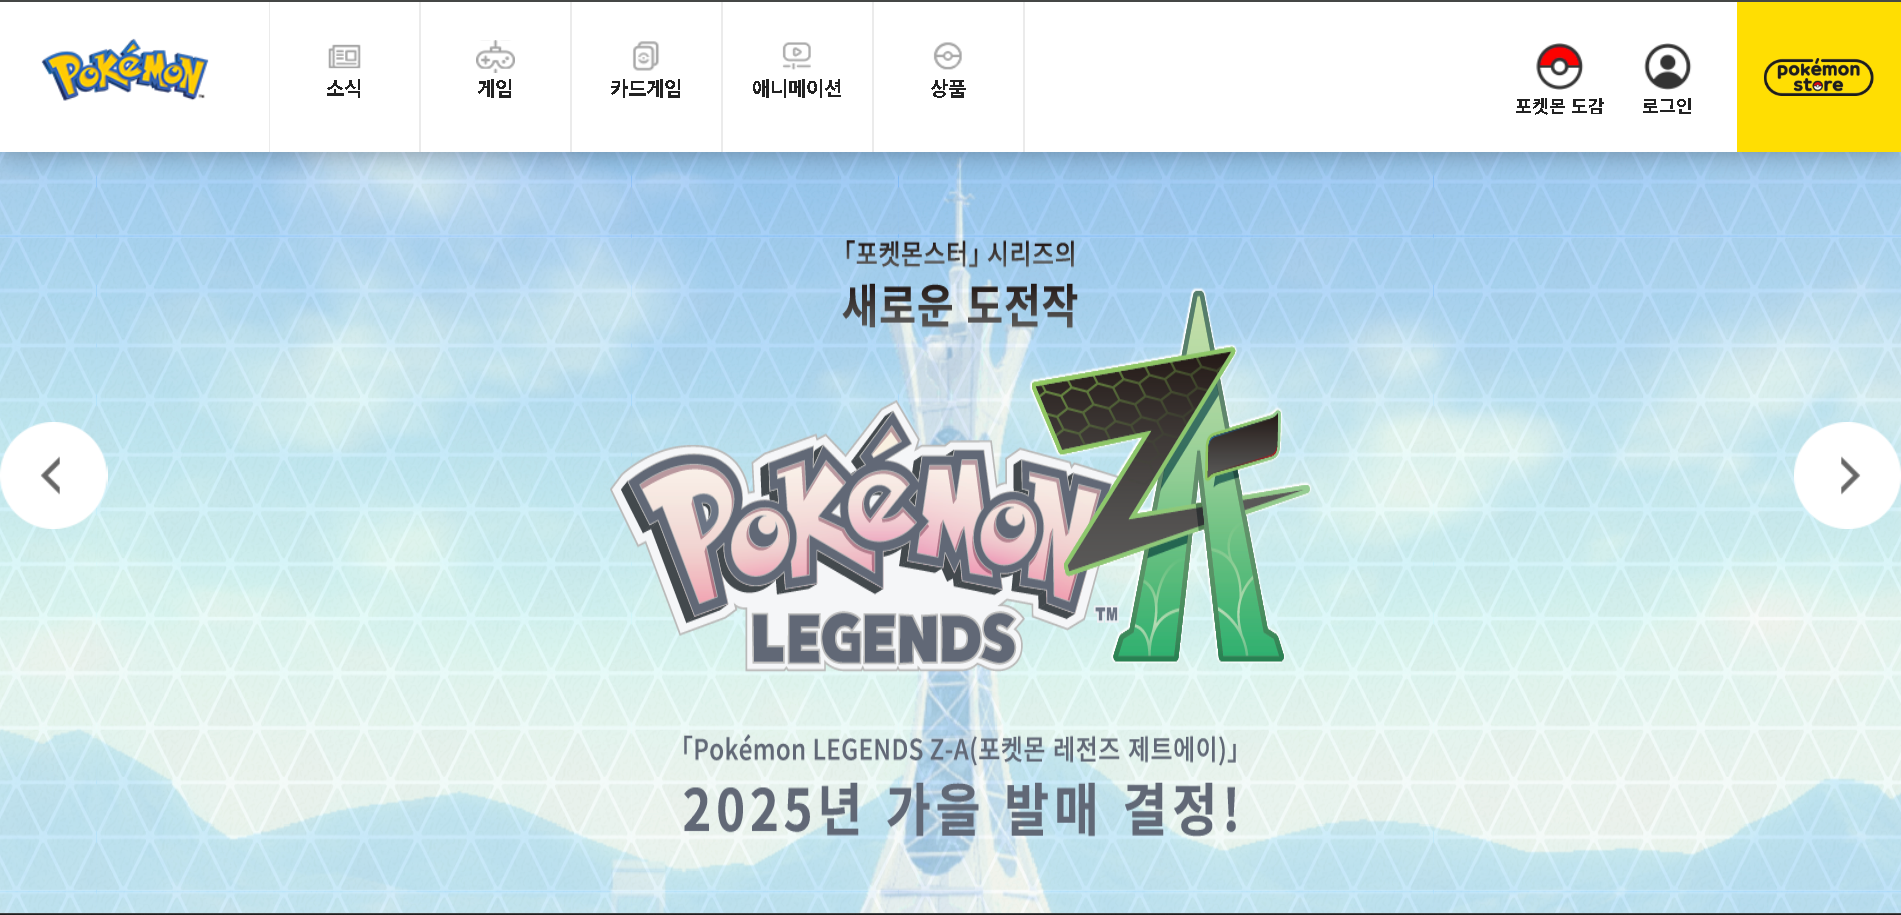 Pokémon
소식
게임
카드게임
애니메이션
상품
포켓몬 도감
로그인
pokémon
store
「포켓몬스터」 시리즈의
새로운 도전작
Pokémon
LEGENDS
ZA
TM
「Pokémon LEGENDS Z-A(포켓몬 레전즈 제트에이)」
2025년 가을 발매 결정!